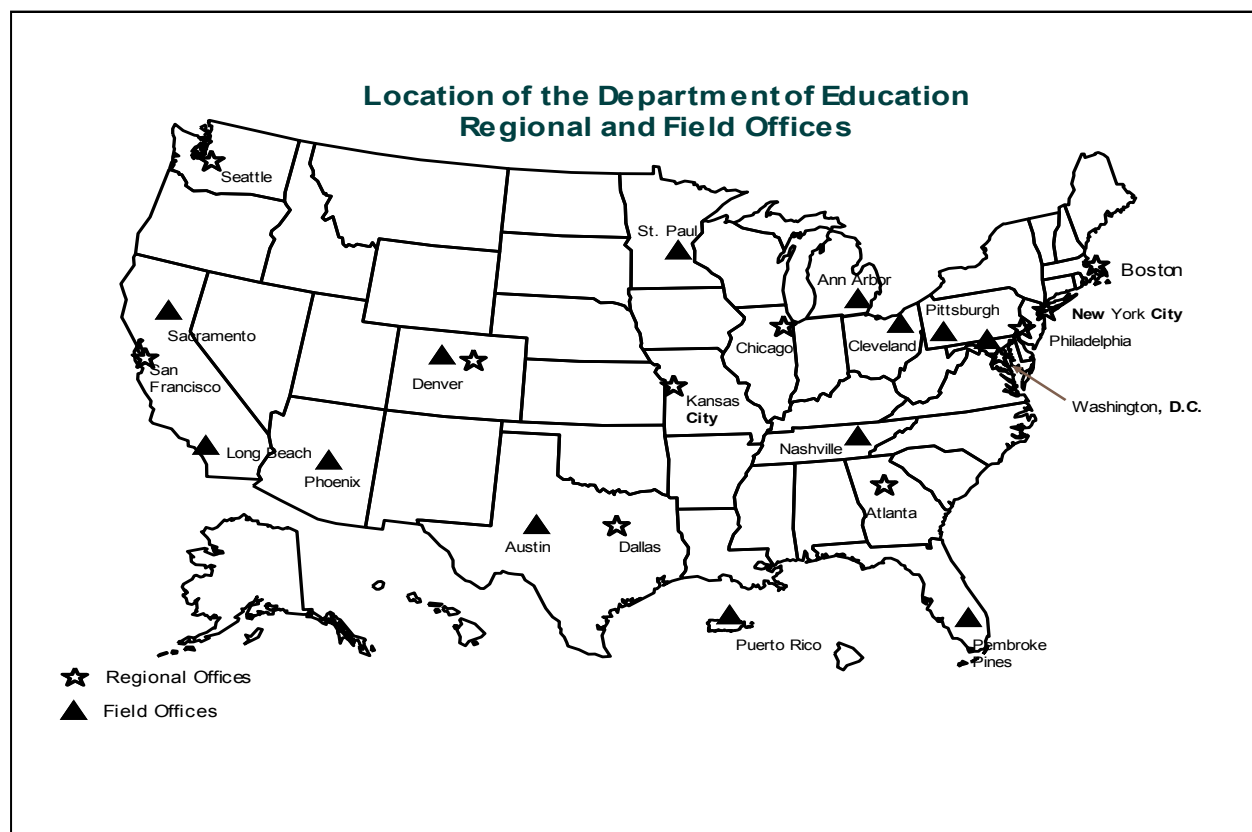 Location of the Department of Education
Regional and Field Offices
Seattle
St. Paul
Ann Arbor
Boston
Pittsburgh
New York City
Sacramento
Chicago
Cleveland
Philadelphia
San
Francisco
Denver
Kansas
City
Washington, D.C.
Long Beach
Nashville
Phoenix
Atlanta
Austin
Dallas
Puerto Rico
Pembroke
Pines
Regional Offices
Field Offices